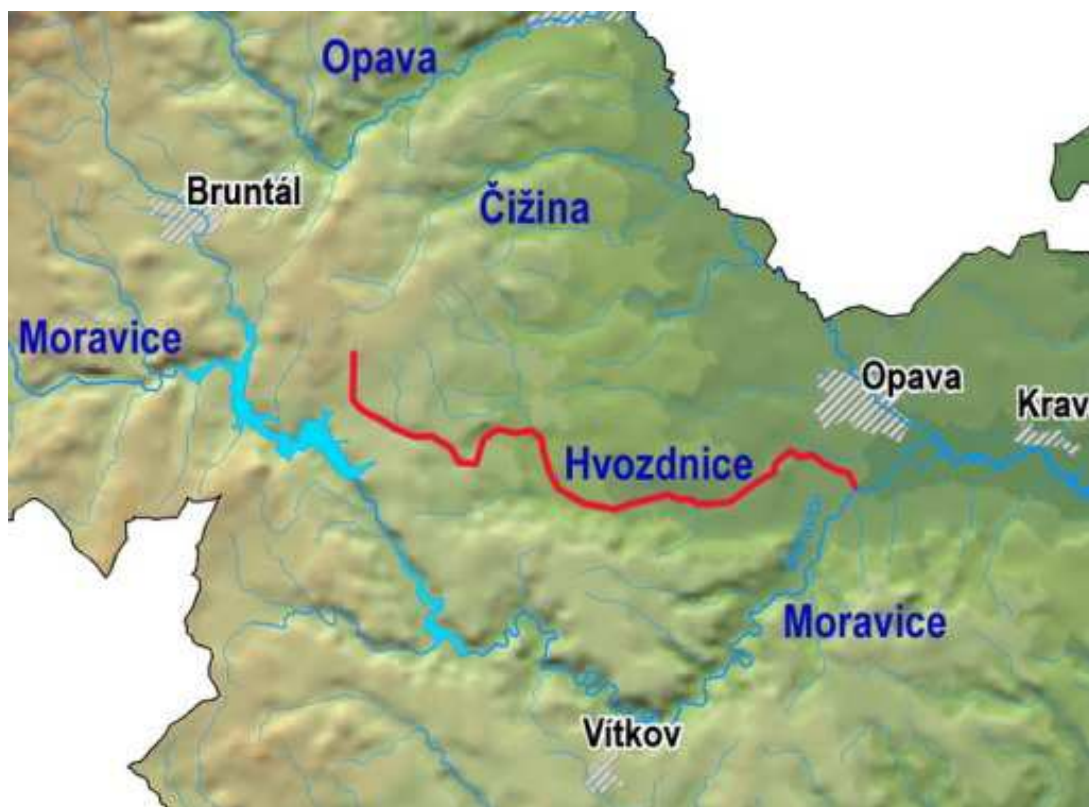 Opava
Bruntál
Čižina
Moravice
Opava
Krav
Hvozdnice
Moravice
Vítkov